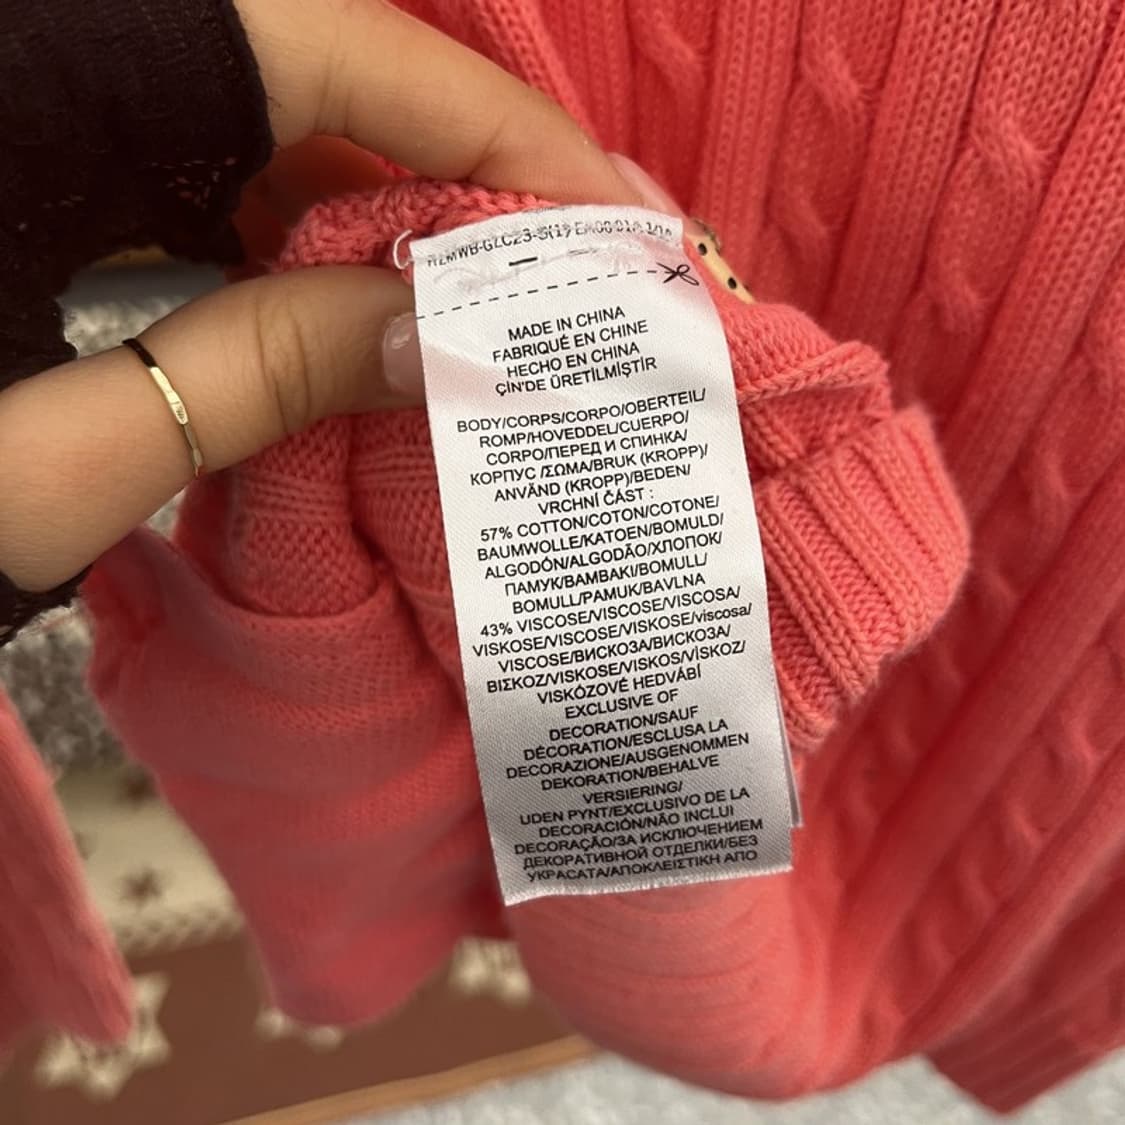 MADE IN CHINA
FABRIQUÉ EN CHINE
HECHO EN CHINA
ÇİN'DE ÜRETİLMİŞTİR
BODY/CORPS/CORPO/OBERTEIL/
ROMP/HOVEDDEL/CUERPO/
CORPO/ПЕРЕД И СПИНКА/
КОРПУС /ΣΩΜΑ/BRUK (KROPP)/
ANVÄND (KROPP)/BEDEN/
VRCHNÍ ČÁST :
57% COTTON/COTON/COTONE/
BAUMWOLLE/KATOEN/BOMULD/
ALGODÓN/ALGODÃO/ХЛОПОК/
ПАМУК/BAMBAKI/BOMULL/
BOMULL/PAMUK/BAVLNA
43% VISCOSE/VISCOSE/VISCOSA/
VISKOSE/VISCOSE/VISKOSE/viscosa/
VISCOSE/ВИСКОЗА/ВИСКОЗА/
ΒΙΣΚΟΖ/VISKOSE/VISKOS/VİSKOZ/
VISKÓZOVÉ HEDVÁBÍ
EXCLUSIVE OF
DECORATION/SAUF
DÉCORATION/ESCLUSA LA
DECORAZIONE/AUSGENOMMEN
DEKORATION/BEHALVE
VERSIERING/
UDEN PYNT/EXCLUSIVO DE LA
DECORACIÓN/NÃO INCLUI
DECORAÇÃO/ЗА ИСКЛЮЧЕНИЕМ
ДЕКОРАТИВНОЙ ОТДЕЛКИ/БЕЗ
УКРАСАТА/ΑΠΟΚΛΕΙΣΤΙΚΗ ΑΠΟ